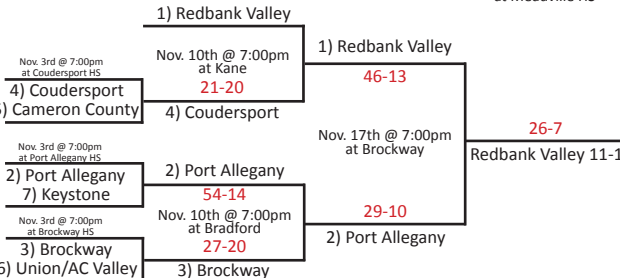 1) Redbank Valley
Nov. 3rd @ 7:00pm
at Coudersport HS
Nov. 10th @ 7:00pm
at Kane
1) Redbank Valley
4) Coudersport
21-20
46-13
) Cameron County
4) Coudersport
Nov. 3rd @ 7:00pm
at Port Allegany HS
Nov. 17th @ 7:00pm
at Brockway
26-7
2) Port Allegany
2) Port Allegany
Redbank Valley 11-1
7) Keystone
54-14
Nov. 3rd @ 7:00pm
at Brockway HS
Nov. 10th @ 7:00pm
at Bradford
29-10
3) Brockway
27-20
2) Port Allegany
6) Union/AC Valley
3) Brockway